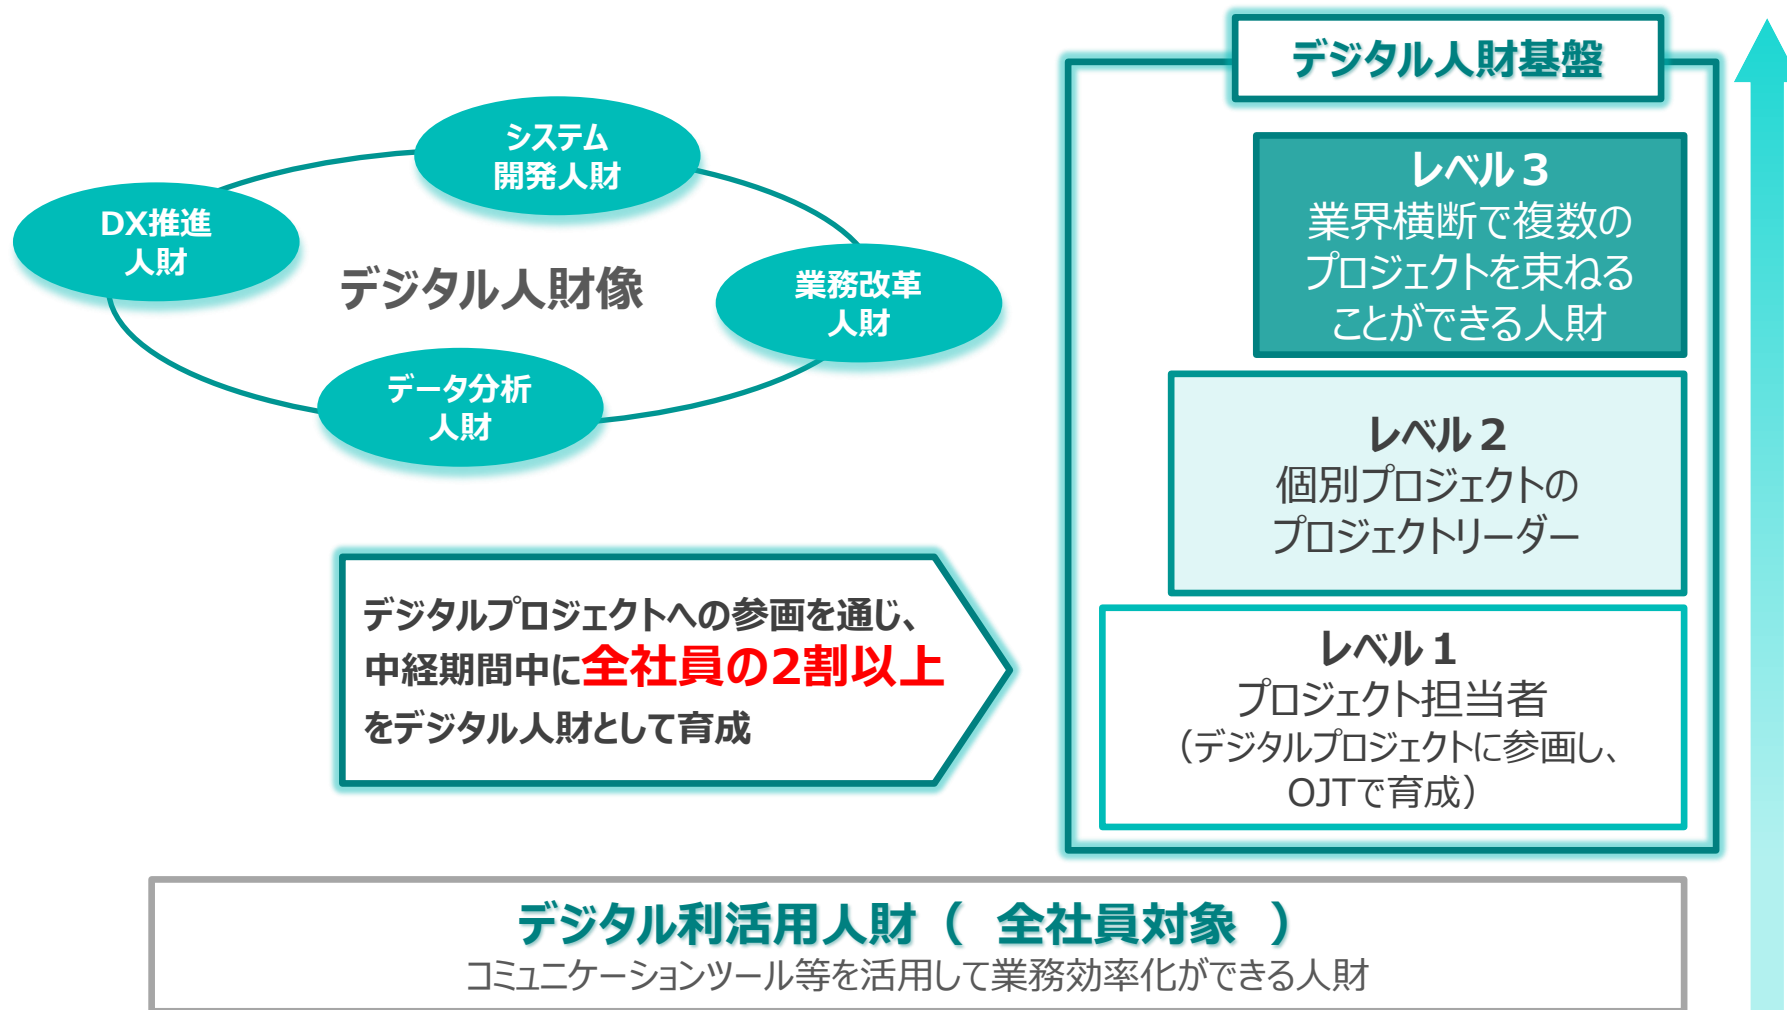 デジタル人財基盤
システム
開発人財
DX推進
人財
デジタル人財像
業務改革
人財
データ分析
人財
レベル３
業界横断で複数の
プロジェクトを束ねる
ことができる人財
レベル２
個別プロジェクトの
プロジェクトリーダー
デジタルプロジェクトへの参画を通じ、
中経期間中に全社員の2割以上
をデジタル人財として育成
レベル１
プロジェクト担当者
（デジタルプロジェクトに参画し、
OJTで育成）
デジタル利活用人財（　全社員対象　）
コミュニケーションツール等を活用して業務効率化ができる人財